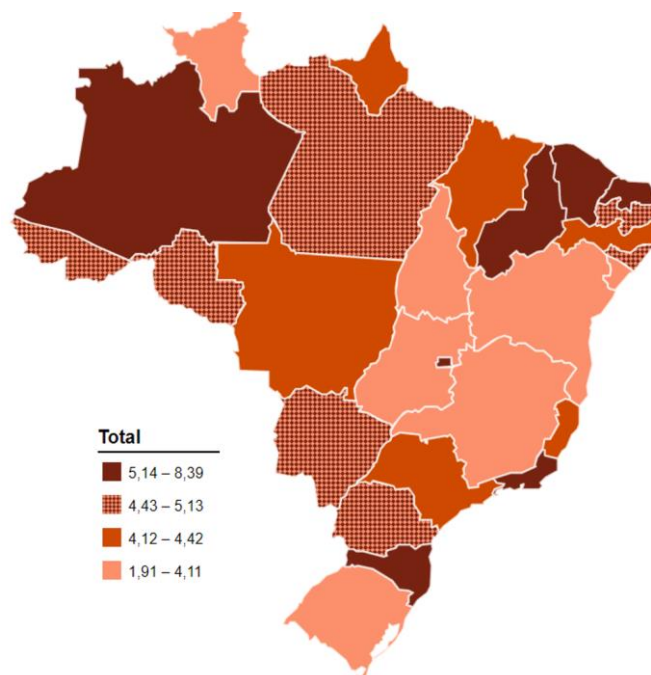 Total
5,14 – 8,39
4,43 – 5,13
4,12 – 4,42
1,91 – 4,11